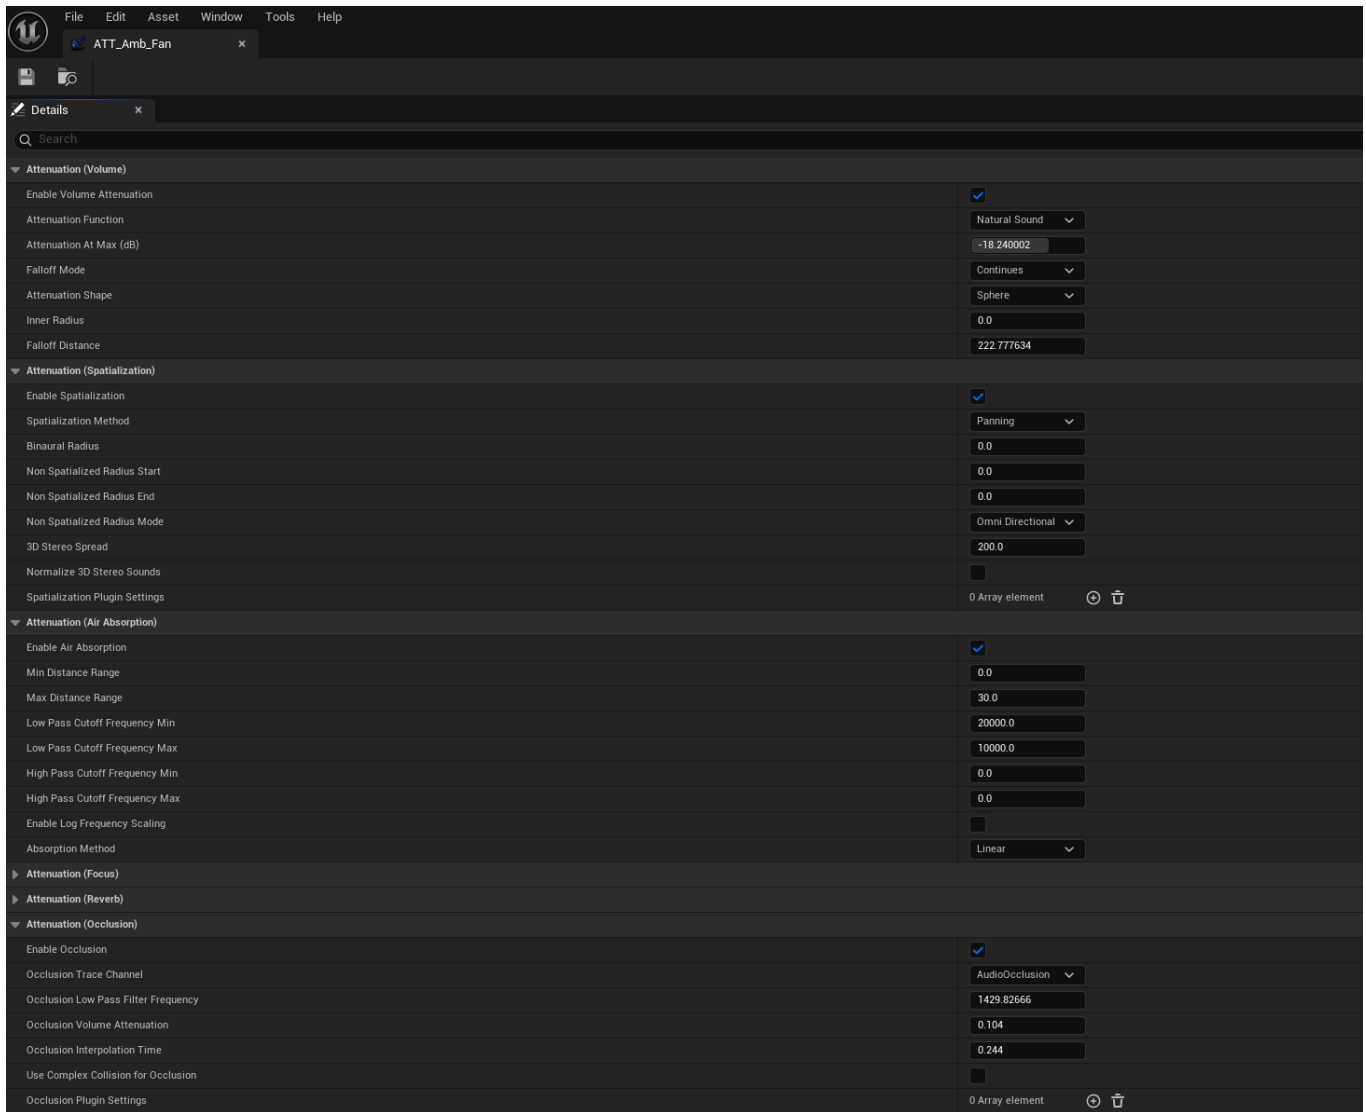 File Edit Asset Window Tools Help
ATT_Amb_Fan
Details
Search
Attenuation (Volume)
Enable Volume Attenuation
Attenuation Function Natural Sound
Attenuation At Max (dB) -18.240002
Falloff Mode Continues
Attenuation Shape Sphere
Inner Radius 0.0
Falloff Distance 222.777634
Attenuation (Spatialization)
Enable Spatialization
Spatialization Method Panning
Binaural Radius 0.0
Non Spatialized Radius Start 0.0
Non Spatialized Radius End 0.0
Non Spatialized Radius Mode Omni Directional
3D Stereo Spread 200.0
Normalize 3D Stereo Sounds
Spatialization Plugin Settings 0 Array element
Attenuation (Air Absorption)
Enable Air Absorption
Min Distance Range 0.0
Max Distance Range 30.0
Low Pass Cutoff Frequency Min 20000.0
Low Pass Cutoff Frequency Max 10000.0
High Pass Cutoff Frequency Min 0.0
High Pass Cutoff Frequency Max 0.0
Enable Log Frequency Scaling
Absorption Method Linear
Attenuation (Focus)
Attenuation (Reverb)
Attenuation (Occlusion)
Enable Occlusion
Occlusion Trace Channel AudioOcclusion
Occlusion Low Pass Filter Frequency 1429.82666
Occlusion Volume Attenuation 0.104
Occlusion Interpolation Time 0.244
Use Complex Collision for Occlusion
Occlusion Plugin Settings 0 Array element